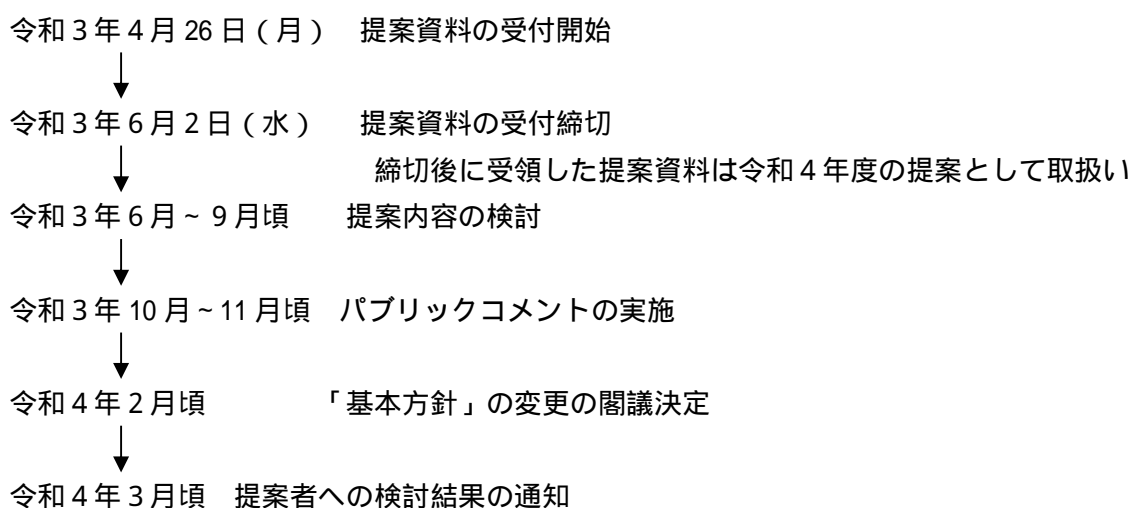 令和３年４月 26 日（月）　提案資料の受付開始
令和３年６月２日（水）　提案資料の受付締切
締切後に受領した提案資料は令和４年度の提案として取扱い
令和３年６月～９月頃　提案内容の検討
令和３年 10 月～11 月頃　パブリックコメントの実施
令和４年２月頃　「基本方針」の変更の閣議決定
令和４年３月頃　提案者への検討結果の通知